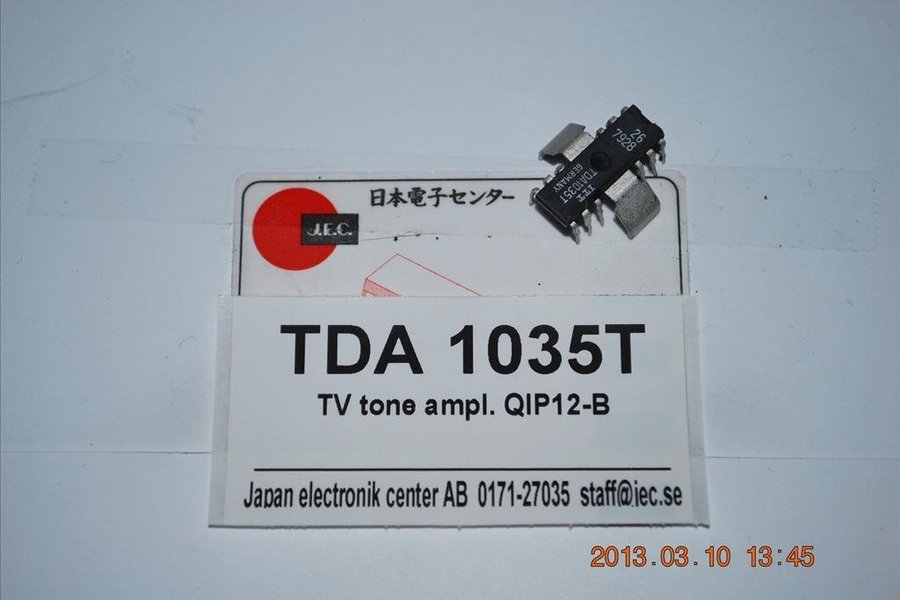 日本電子センター
J.E.C.
26
7928
ITT
TDA1035T
GERMANY
TDA 1035T
TV tone ampl. QIP12-B
Japan electronik center AB 0171-27035 staff@jec.se
2013.03.10 13:45